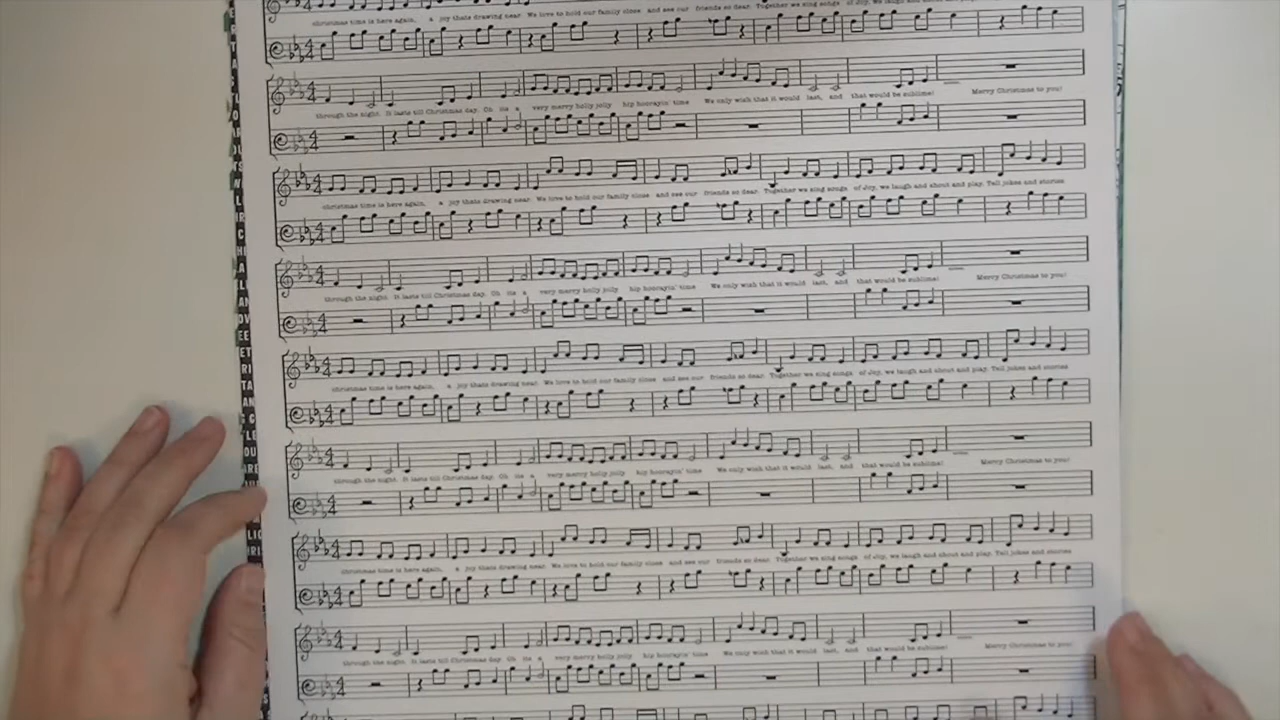 christmas time is here again, a joy thats drawing near. We love to hold our family close and see our friends so dear. Together we sing songs of Joy, we laugh and shout and play. Tell jokes and stories
through the night. It lasts till Christmas day. Oh its a very merry holly jolly hip hoorayin' time We only wish that it would last, and that would be sublime! Merry Christmas to you!
christmas time is here again, a joy thats drawing near. We love to hold our family close and see our friends so dear. Together we sing songs of Joy, we laugh and shout and play. Tell jokes and stories
through the night. It lasts till Christmas day. Oh its a very merry holly jolly hip hoorayin' time We only wish that it would last, and that would be sublime! Merry Christmas to you!
christmas time is here again, a joy thats drawing near. We love to hold our family close and see our friends so dear. Together we sing songs of Joy, we laugh and shout and play. Tell jokes and stories
through the night. It lasts till Christmas day. Oh its a very merry holly jolly hip hoorayin' time We only wish that it would last, and that would be sublime! Merry Christmas to you!
christmas time is here again, a joy thats drawing near. We love to hold our family close and see our friends so dear. Together we sing songs of Joy, we laugh and shout and play. Tell jokes and stories
through the night. It lasts till Christmas day. Oh its a very merry holly jolly hip hoorayin' time We only wish that it would last, and that would be sublime! Merry Christmas to you!